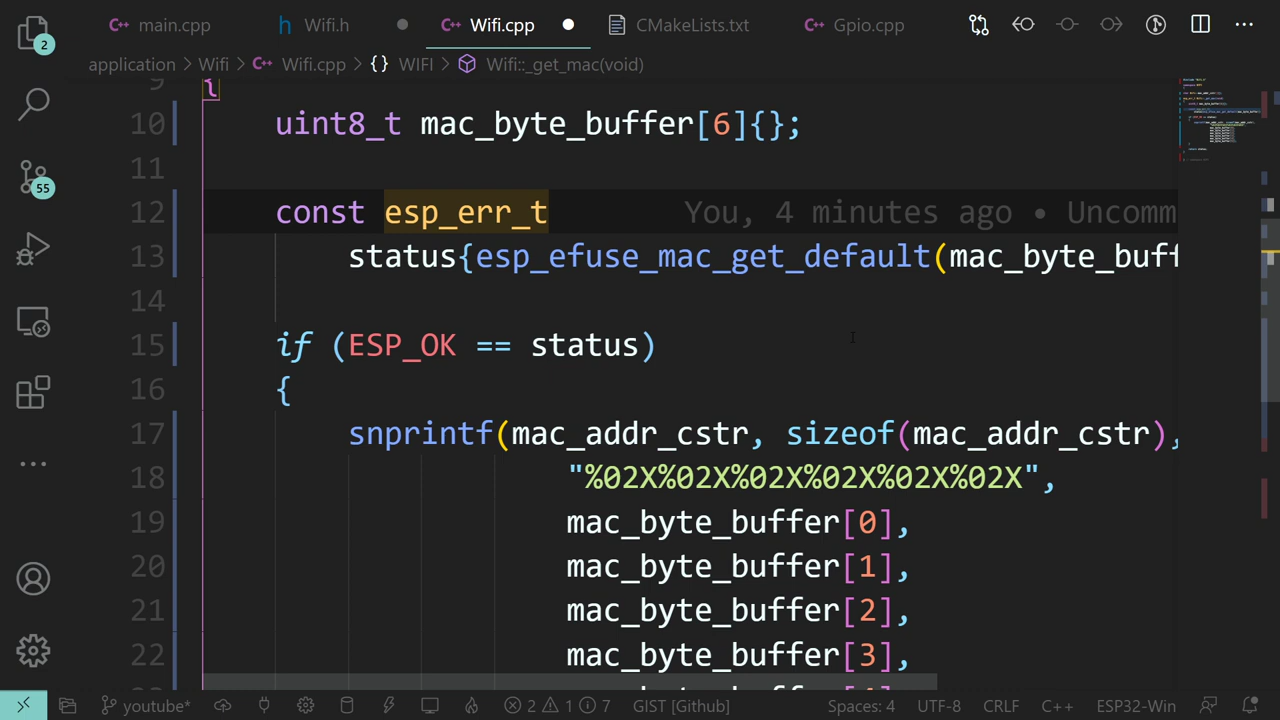 main.cpp Wifi.h Wifi.cpp CMakeLists.txt Gpio.cpp
application > Wifi > Wifi.cpp > {} WIFI > Wifi::_get_mac(void)
9 {
10 uint8_t mac_byte_buffer[6]{};
11
12 const esp_err_t You, 4 minutes ago • Uncomm
13 status{esp_efuse_mac_get_default(mac_byte_buff
14
15 if (ESP_OK == status)
16 {
17 snprintf(mac_addr_cstr, sizeof(mac_addr_cstr),
18 "%02X%02X%02X%02X%02X%02X",
19 mac_byte_buffer[0],
20 mac_byte_buffer[1],
21 mac_byte_buffer[2],
22 mac_byte_buffer[3],
2
55
youtube* 2 1 7 GIST [Github] Spaces: 4 UTF-8 CRLF C++ ESP32-Win